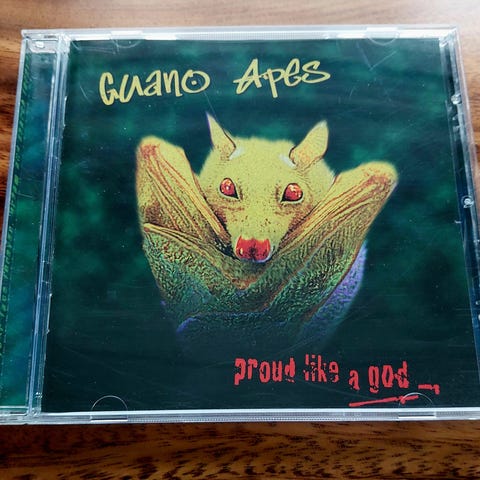 Guano Apes
proud like a god